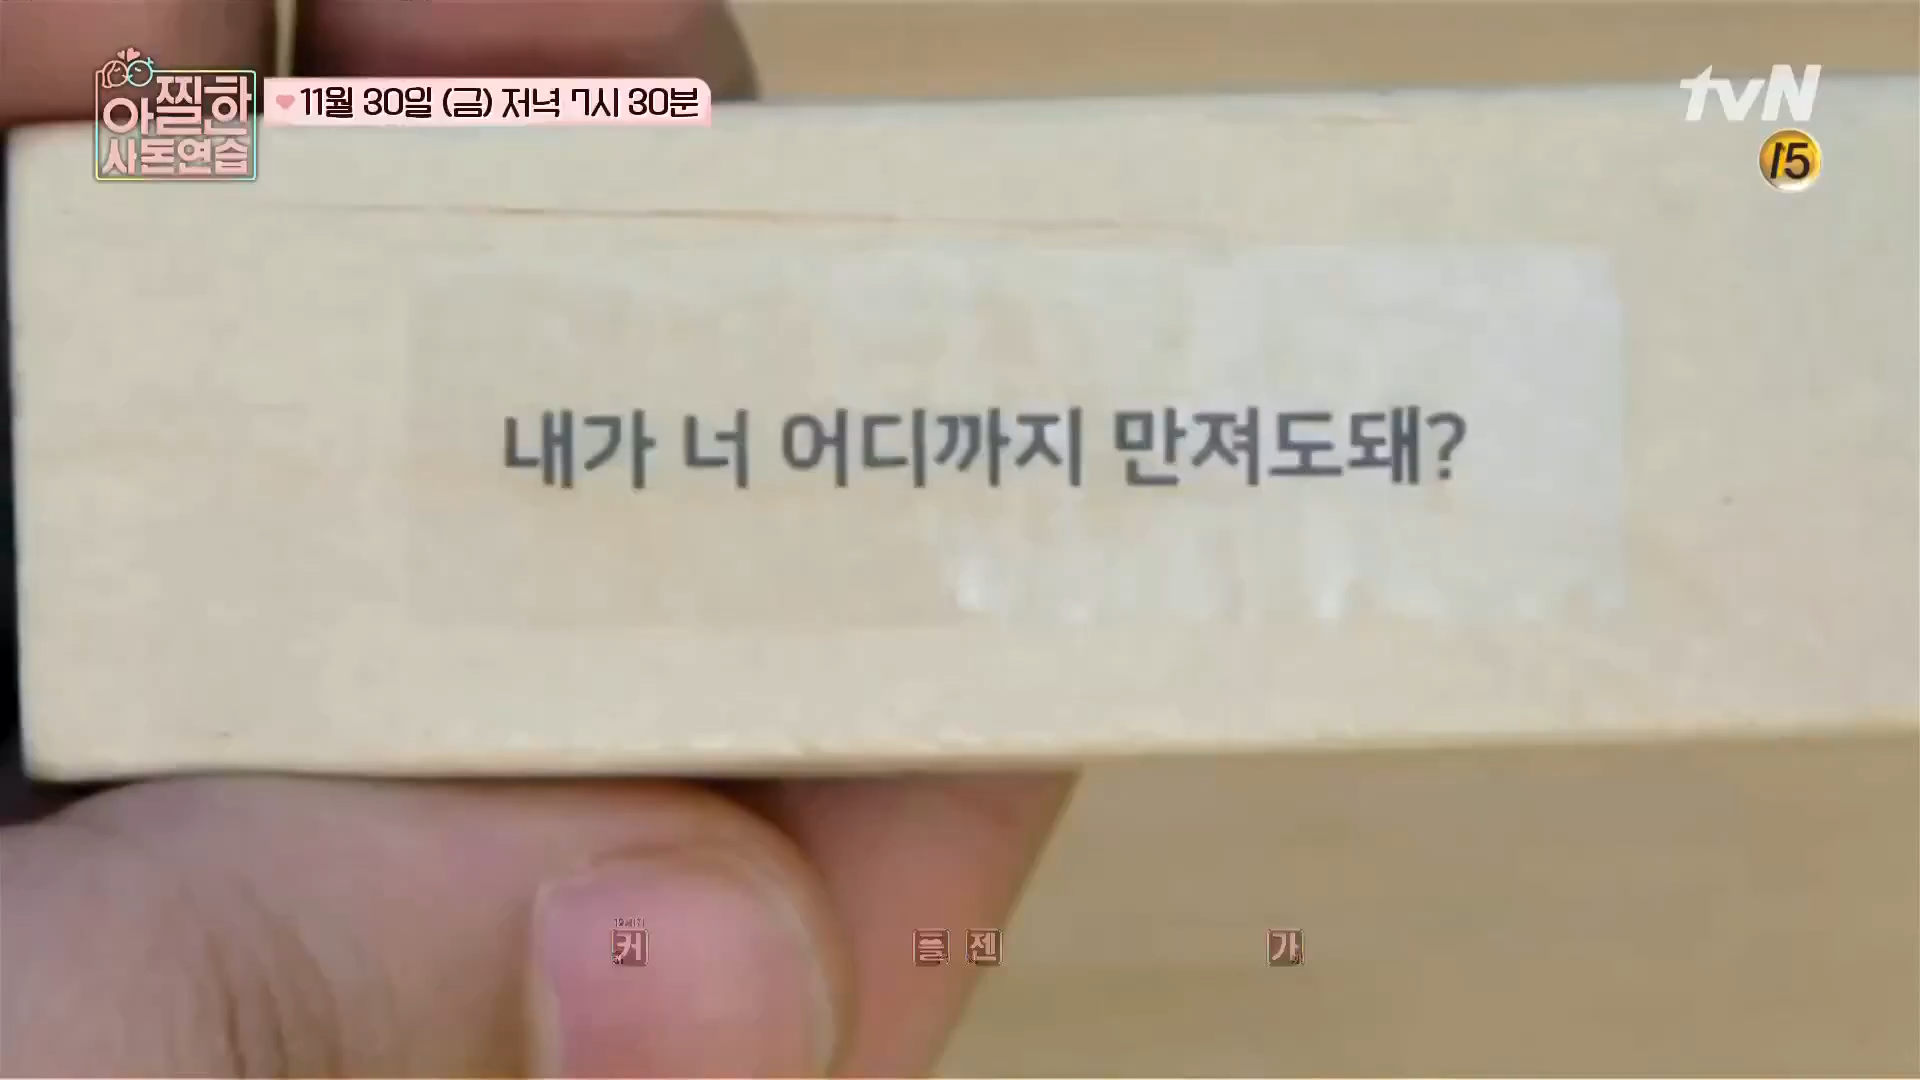 아찔한
사돈연습
11월 30일 (금) 저녁 7시 30분
tvN
15
내가 너 어디까지 만져도돼?
커 플 젠 가